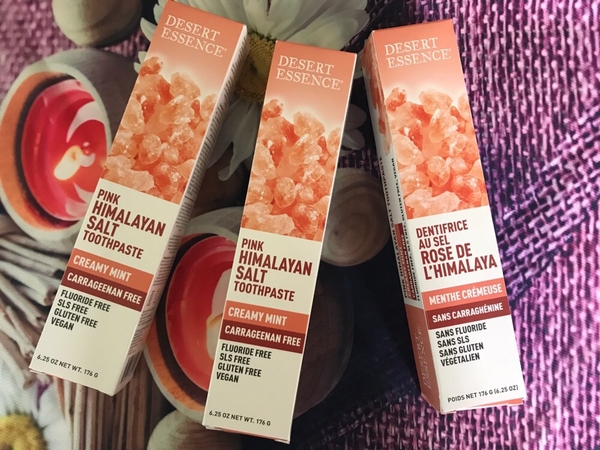 DESERT
ESSENCE®
PINK
HIMALAYAN
SALT
TOOTHPASTE
CREAMY MINT
CARRAGEENAN FREE
FLUORIDE FREE
SLS FREE
GLUTEN FREE
VEGAN
6.25 OZ NET WT. 176 G
DESERT
ESSENCE®
PINK
HIMALAYAN
SALT
TOOTHPASTE
CREAMY MINT
CARRAGEENAN FREE
FLUORIDE FREE
SLS FREE
GLUTEN FREE
VEGAN
6.25 OZ NET WT. 176 G
DESERT
ESSENCE®
DENTIFRICE
AU SEL
ROSE DE
L'HIMALAYA
MENTHE CRÉMEUSE
SANS CARRAGHÉNINE
SANS FLUORIDE
SANS SLS
SANS GLUTEN
VÉGÉTALIEN
POIDS NET 176 G (6.25 OZ)